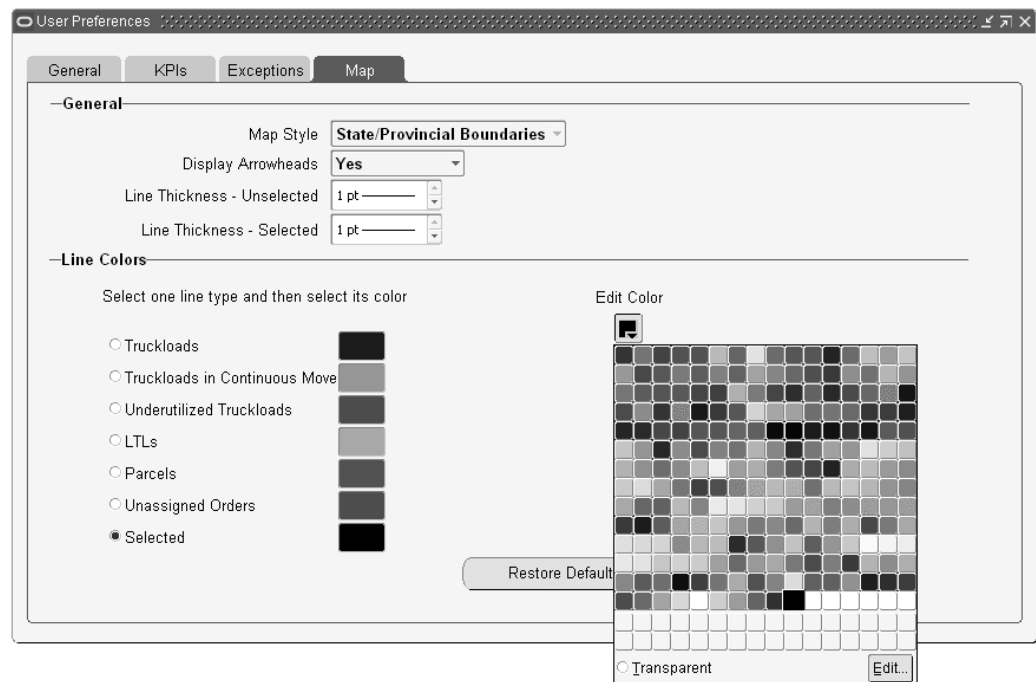 User Preferences
General KPIs Exceptions Map
General
Map Style State/Provincial Boundaries
Display Arrowheads Yes
Line Thickness - Unselected 1 pt
Line Thickness - Selected 1 pt
Line Colors
Select one line type and then select its color
Edit Color
Truckloads
Truckloads in Continuous Move
Underutilized Truckloads
LTLs
Parcels
Unassigned Orders
Selected
Restore Default
Transparent Edit...